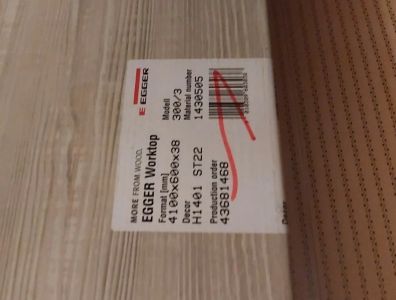 MORE FROM WOOD.
E EGGER
EGGER Worktop
Format [mm]
4100x600x38
Modell
300/3
Decor
H1401 ST22
Material number
1430505
Production order
43681468